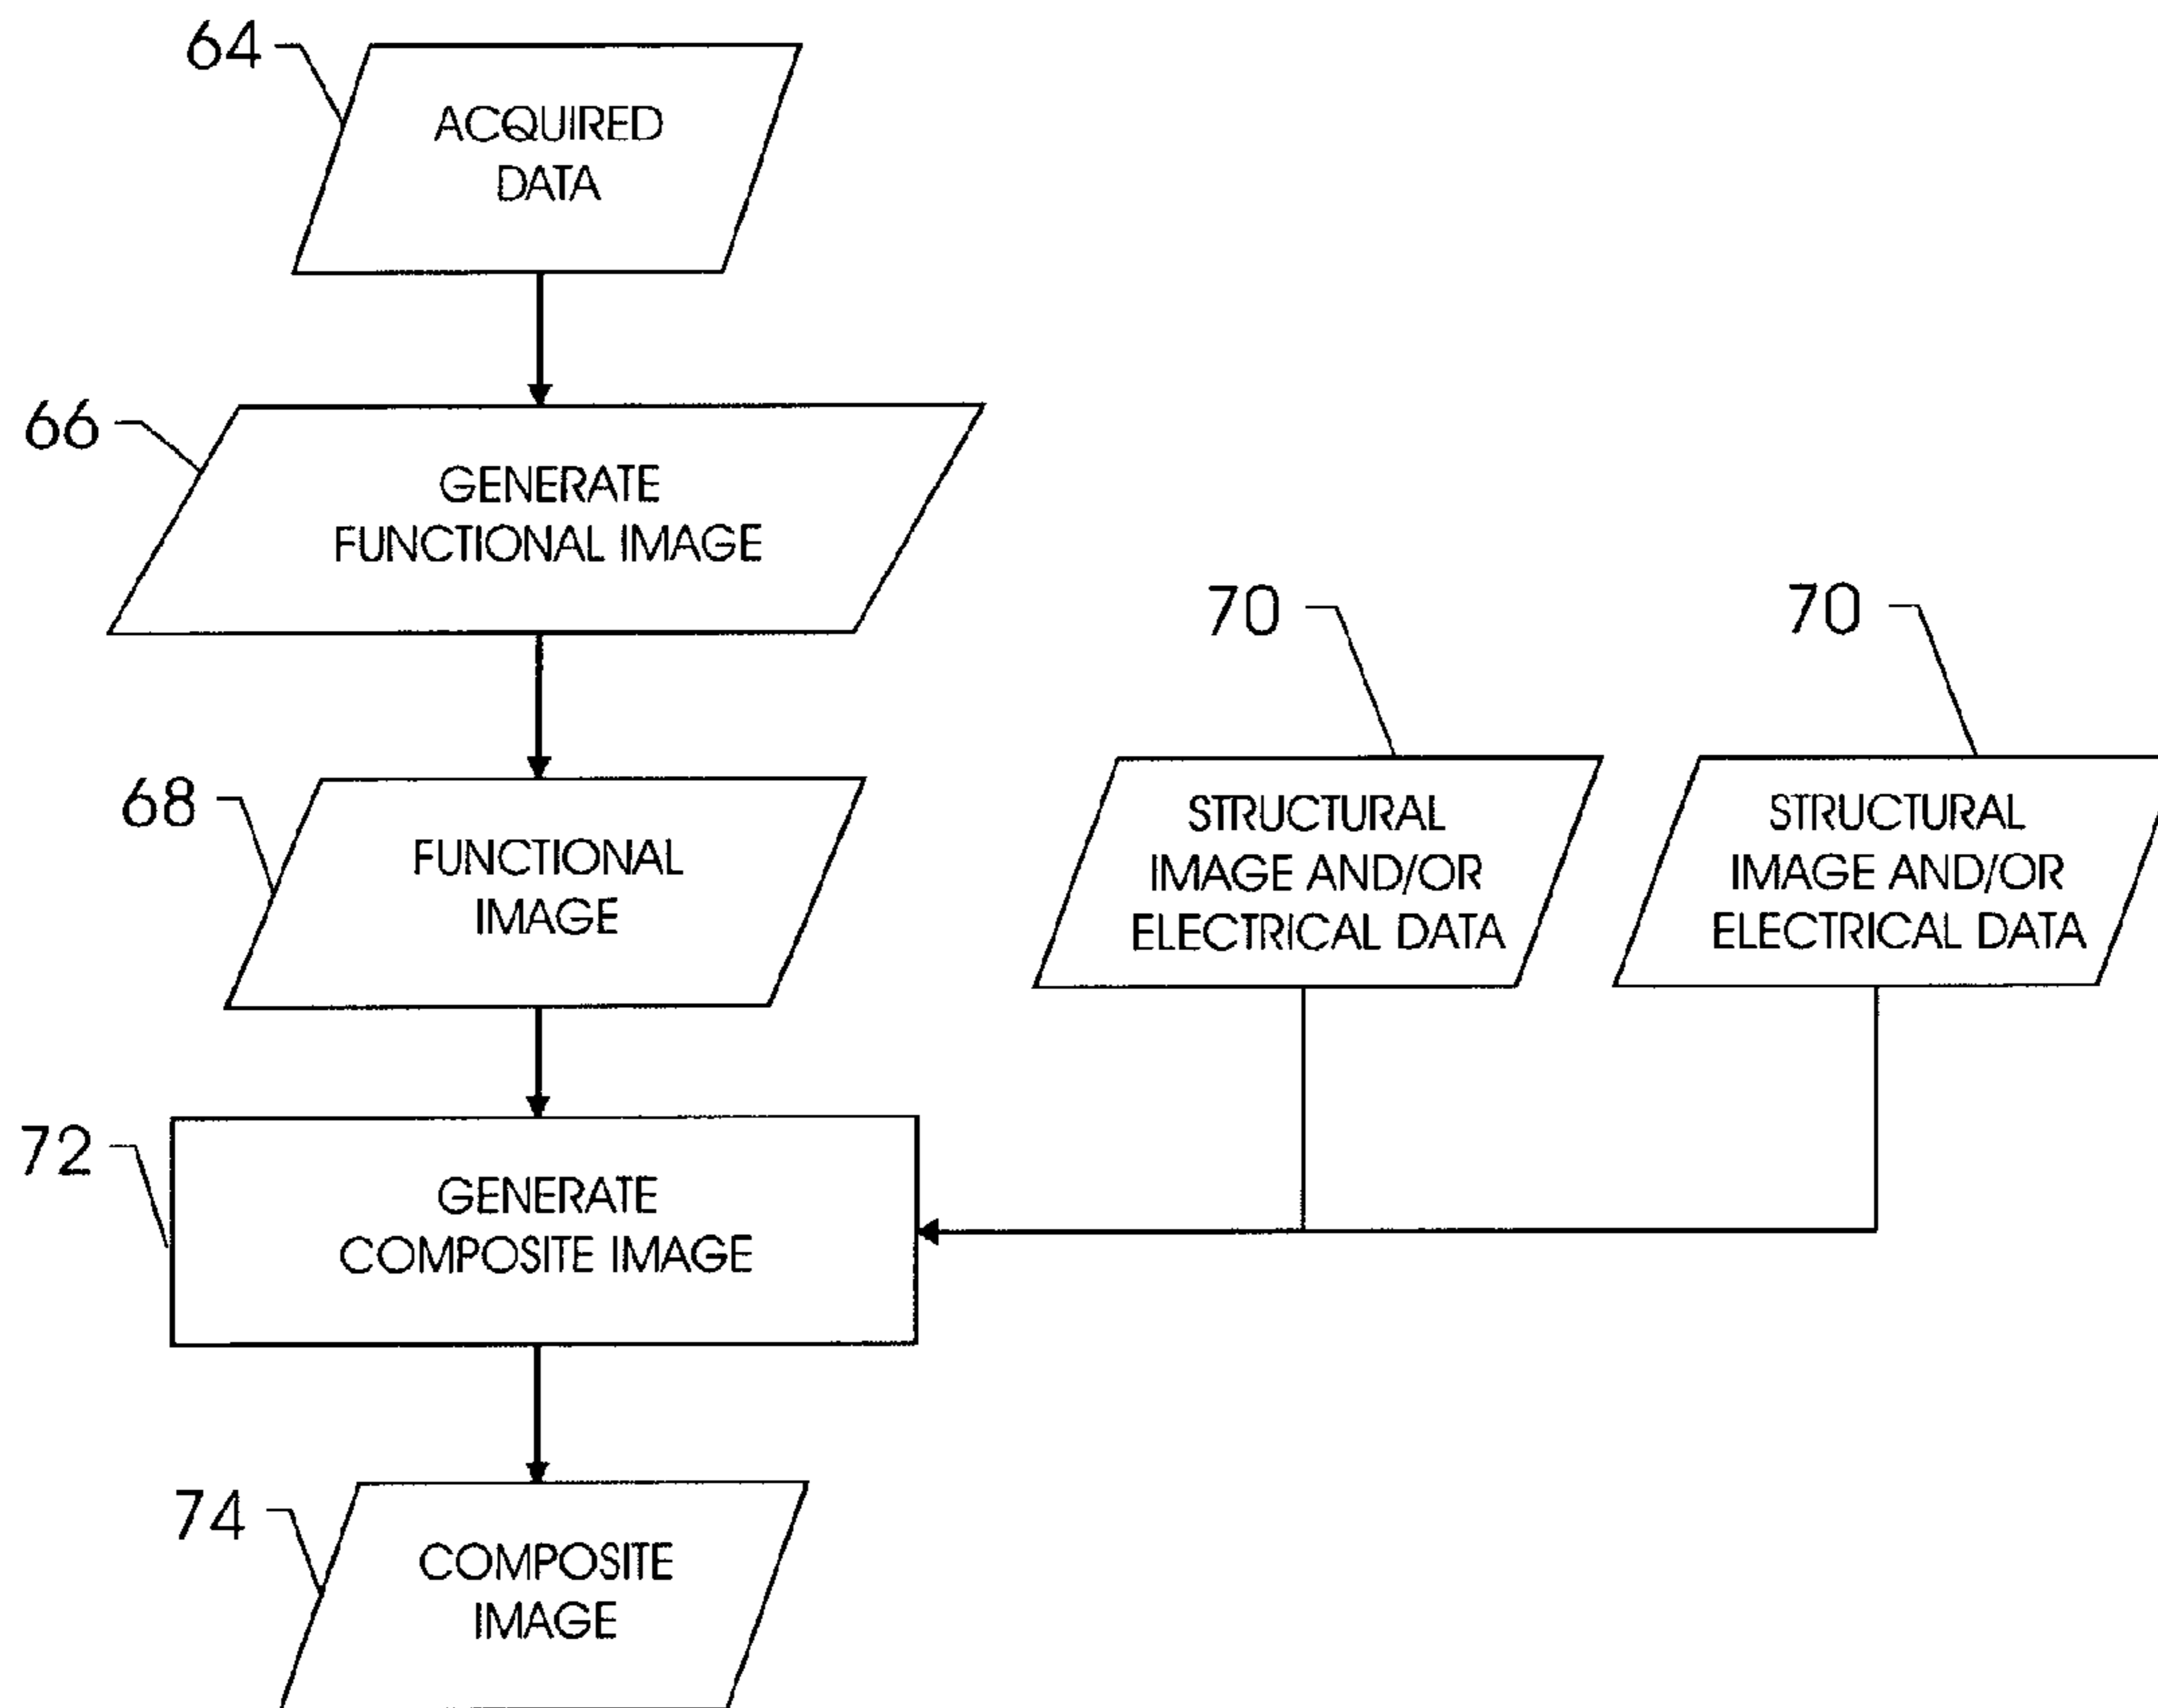 64
ACQUIRED
DATA
66
GENERATE
FUNCTIONAL IMAGE
70
70
68
FUNCTIONAL
IMAGE
STRUCTURAL
IMAGE AND/OR
ELECTRICAL DATA
STRUCTURAL
IMAGE AND/OR
ELECTRICAL DATA
72
GENERATE
COMPOSITE IMAGE
74
COMPOSITE
IMAGE